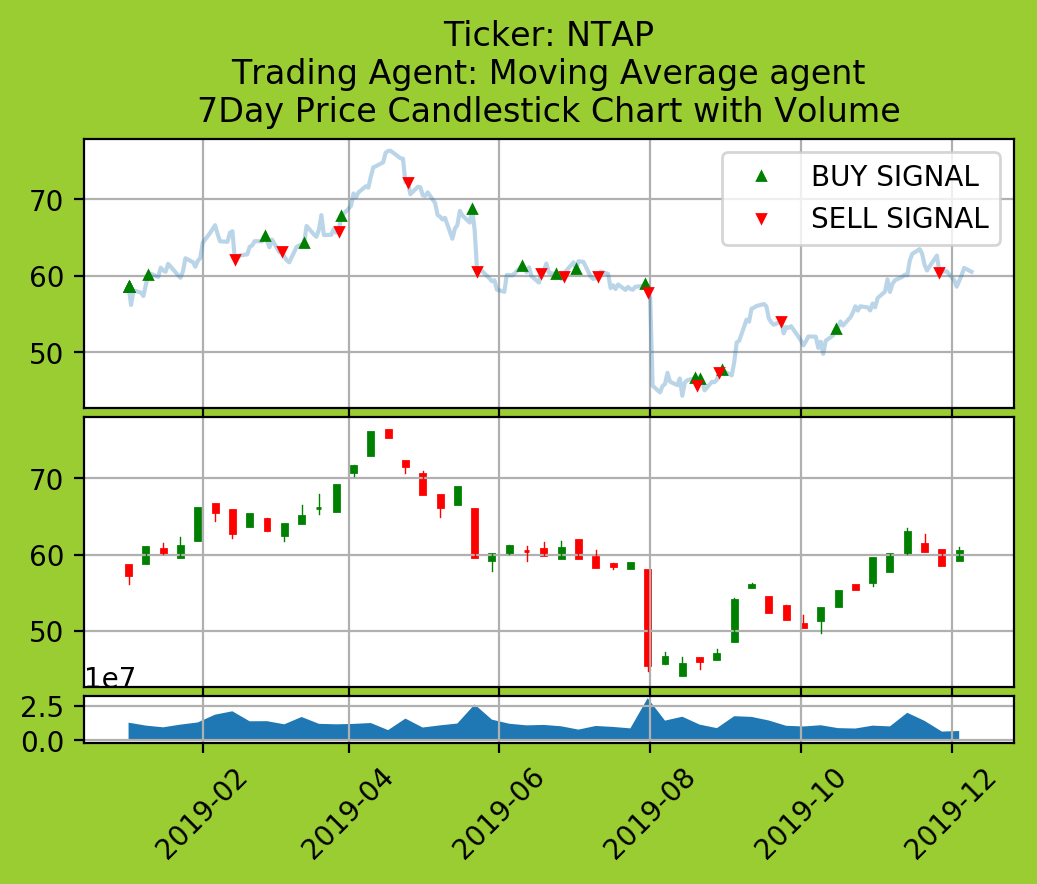 Ticker: NTAP
Trading Agent: Moving Average agent
7Day Price Candlestick Chart with Volume
BUY SIGNAL
SELL SIGNAL
70
60
50
70
60
50
1e7
2.5
0.0
2019-02
2019-04
2019-06
2019-08
2019-10
2019-12